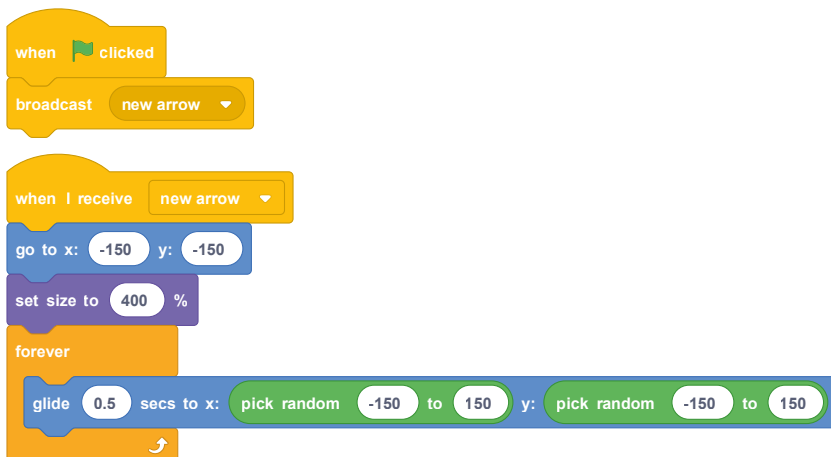 when clicked
broadcast new arrow
when I receive new arrow
go to x: -150 y: -150
set size to 400 %
forever
glide 0.5 secs to x: pick random -150 to 150 y: pick random -150 to 150